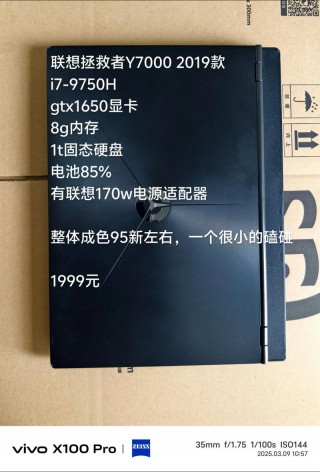 联想拯救者Y7000 2019款
i7-9750H
gtx1650显卡
8g内存
1t固态硬盘
电池85%
有联想170w电源适配器
整体成色95新左右，一个很小的磕碰
1999元
vivo X100 Pro | ZEISS
35mm f/1.75 1/100s ISO144
2025.03.09 10:57